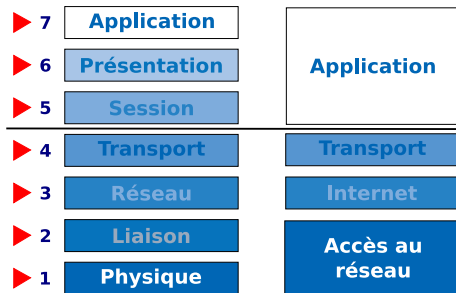 7 Application
6 Présentation
5 Session
4 Transport
3 Réseau
2 Liaison
1 Physique
Application
Transport
Internet
Accès au
réseau